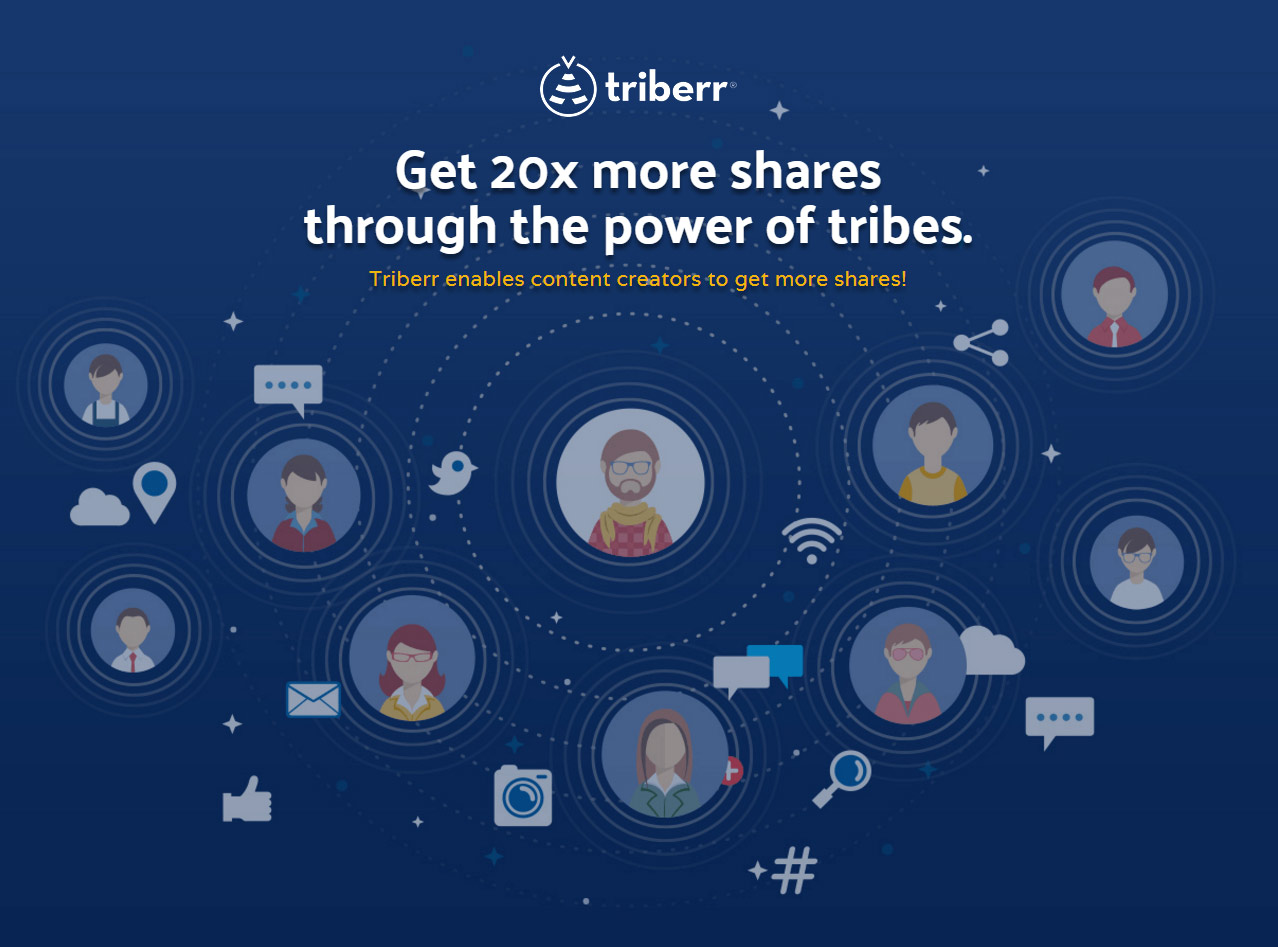 triberr®
Get 20x more shares
through the power of tribes.
Triberr enables content creators to get more shares!
#